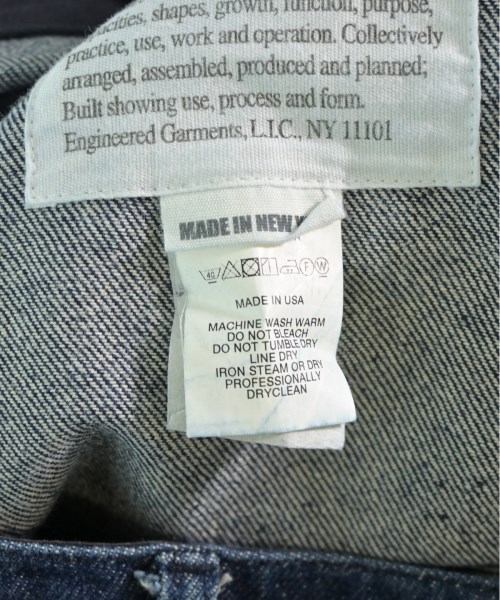 shapes, growth, function, purpose,
practice, use, work and operation. Collectively
arranged, assembled, produced and planned;
Built showing use, process and form.
Engineered Garments, L.I.C., NY 11101
MADE IN NEW
40 F W
MADE IN USA
MACHINE WASH WARM
DO NOT BLEACH
DO NOT TUMBLE DRY
LINE DRY
IRON STEAM OR DRY
PROFESSIONALLY
DRYCLEAN